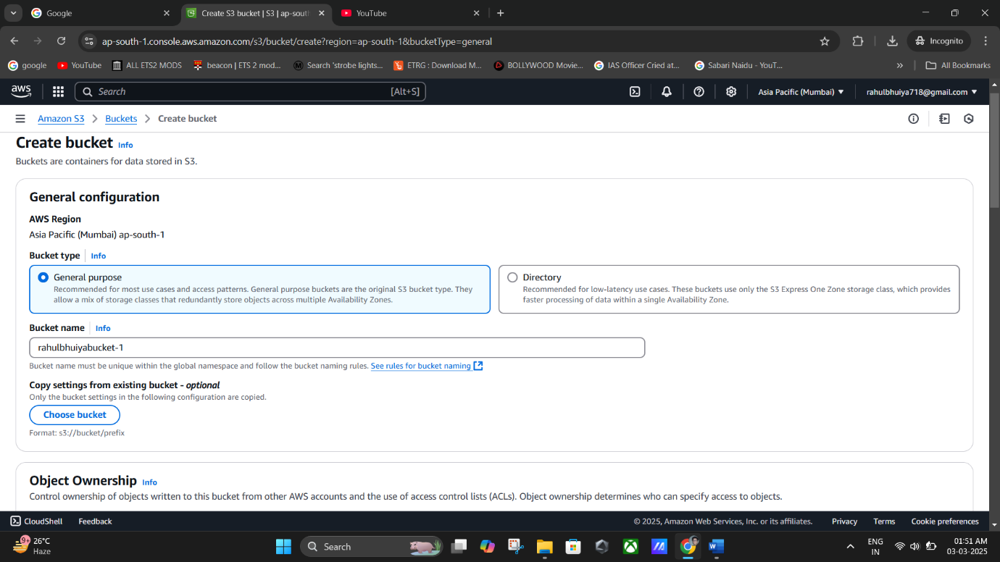 Google
Create S3 bucket | S3 | ap-sout
YouTube
ap-south-1.console.aws.amazon.com/s3/bucket/create?region=ap-south-1&bucketType=general
Incognito
google
YouTube
ALL ETS2 MODS
beacon | ETS 2 mod...
Search 'strobe lights...
ETRG : Download M...
BOLLYWOOD Movie...
IAS Officer Cried at...
Sabari Naidu - YouT...
»
All Bookmarks
aws
Search
[Alt+S]
Asia Pacific (Mumbai)
rahulbhuiya718@gmail.com
Amazon S3
Buckets
Create bucket
Create bucket Info
Buckets are containers for data stored in S3.
General configuration
AWS Region
Asia Pacific (Mumbai) ap-south-1
Bucket type Info
General purpose
Recommended for most use cases and access patterns. General purpose buckets are the original S3 bucket type. They
allow a mix of storage classes that redundantly store objects across multiple Availability Zones.
Directory
Recommended for low-latency use cases. These buckets use only the S3 Express One Zone storage class, which provides
faster processing of data within a single Availability Zone.
Bucket name Info
rahulbhuiyabucket-1
Bucket name must be unique within the global namespace and follow the bucket naming rules. See rules for bucket naming
Copy settings from existing bucket - optional
Only the bucket settings in the following configuration are copied.
Choose bucket
Format: s3://bucket/prefix
Object Ownership Info
Control ownership of objects written to this bucket from other AWS accounts and the use of access control lists (ACLs). Object ownership determines who can specify access to objects.
CloudShell
Feedback
© 2025, Amazon Web Services, Inc. or its affiliates.
Privacy
Terms
Cookie preferences
9+
26°C
Haze
Search
ENG
IN
01:51 AM
03-03-2025